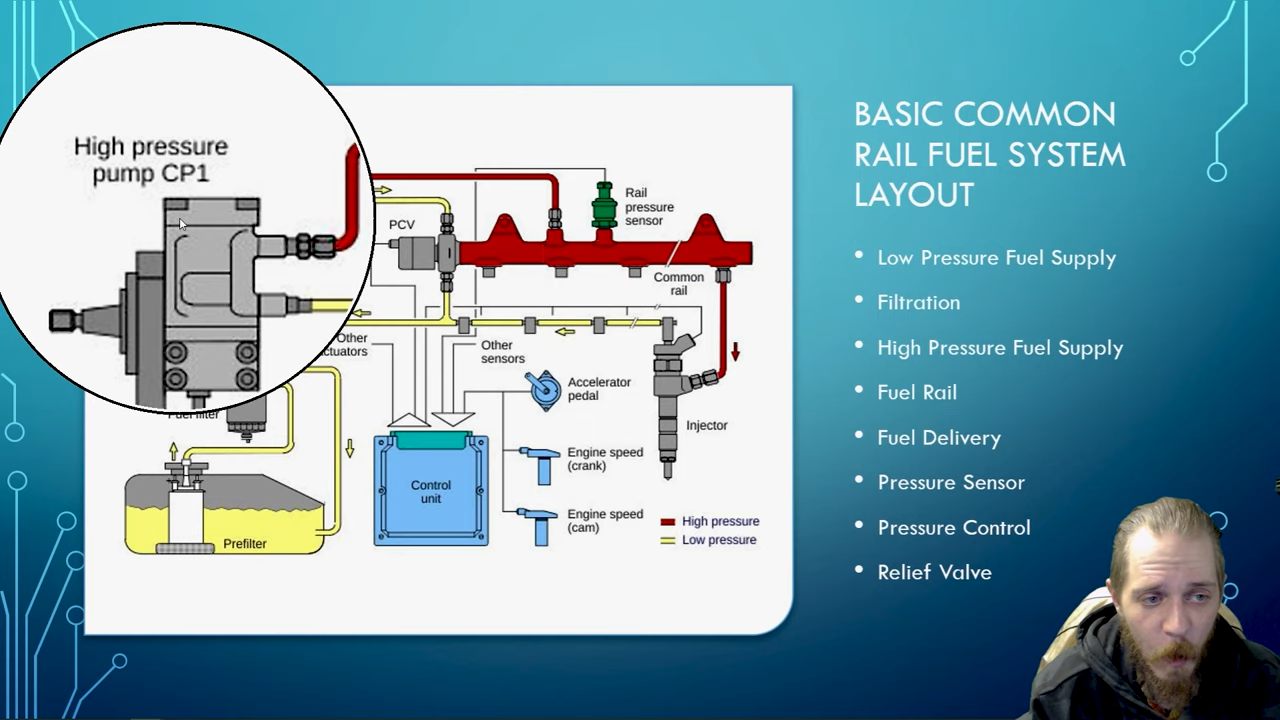 High pressure
pump CP1
PCV
Rail
pressure
sensor
Common
rail
Other
actuators
Other
sensors
Accelerator
pedal
Fuel filter
Injector
Control
unit
Engine speed
(crank)
Engine speed
(cam)
Prefilter
High pressure
Low pressure
BASIC COMMON
RAIL FUEL SYSTEM
LAYOUT
• Low Pressure Fuel Supply
• Filtration
• High Pressure Fuel Supply
• Fuel Rail
• Fuel Delivery
• Pressure Sensor
• Pressure Control
• Relief Valve